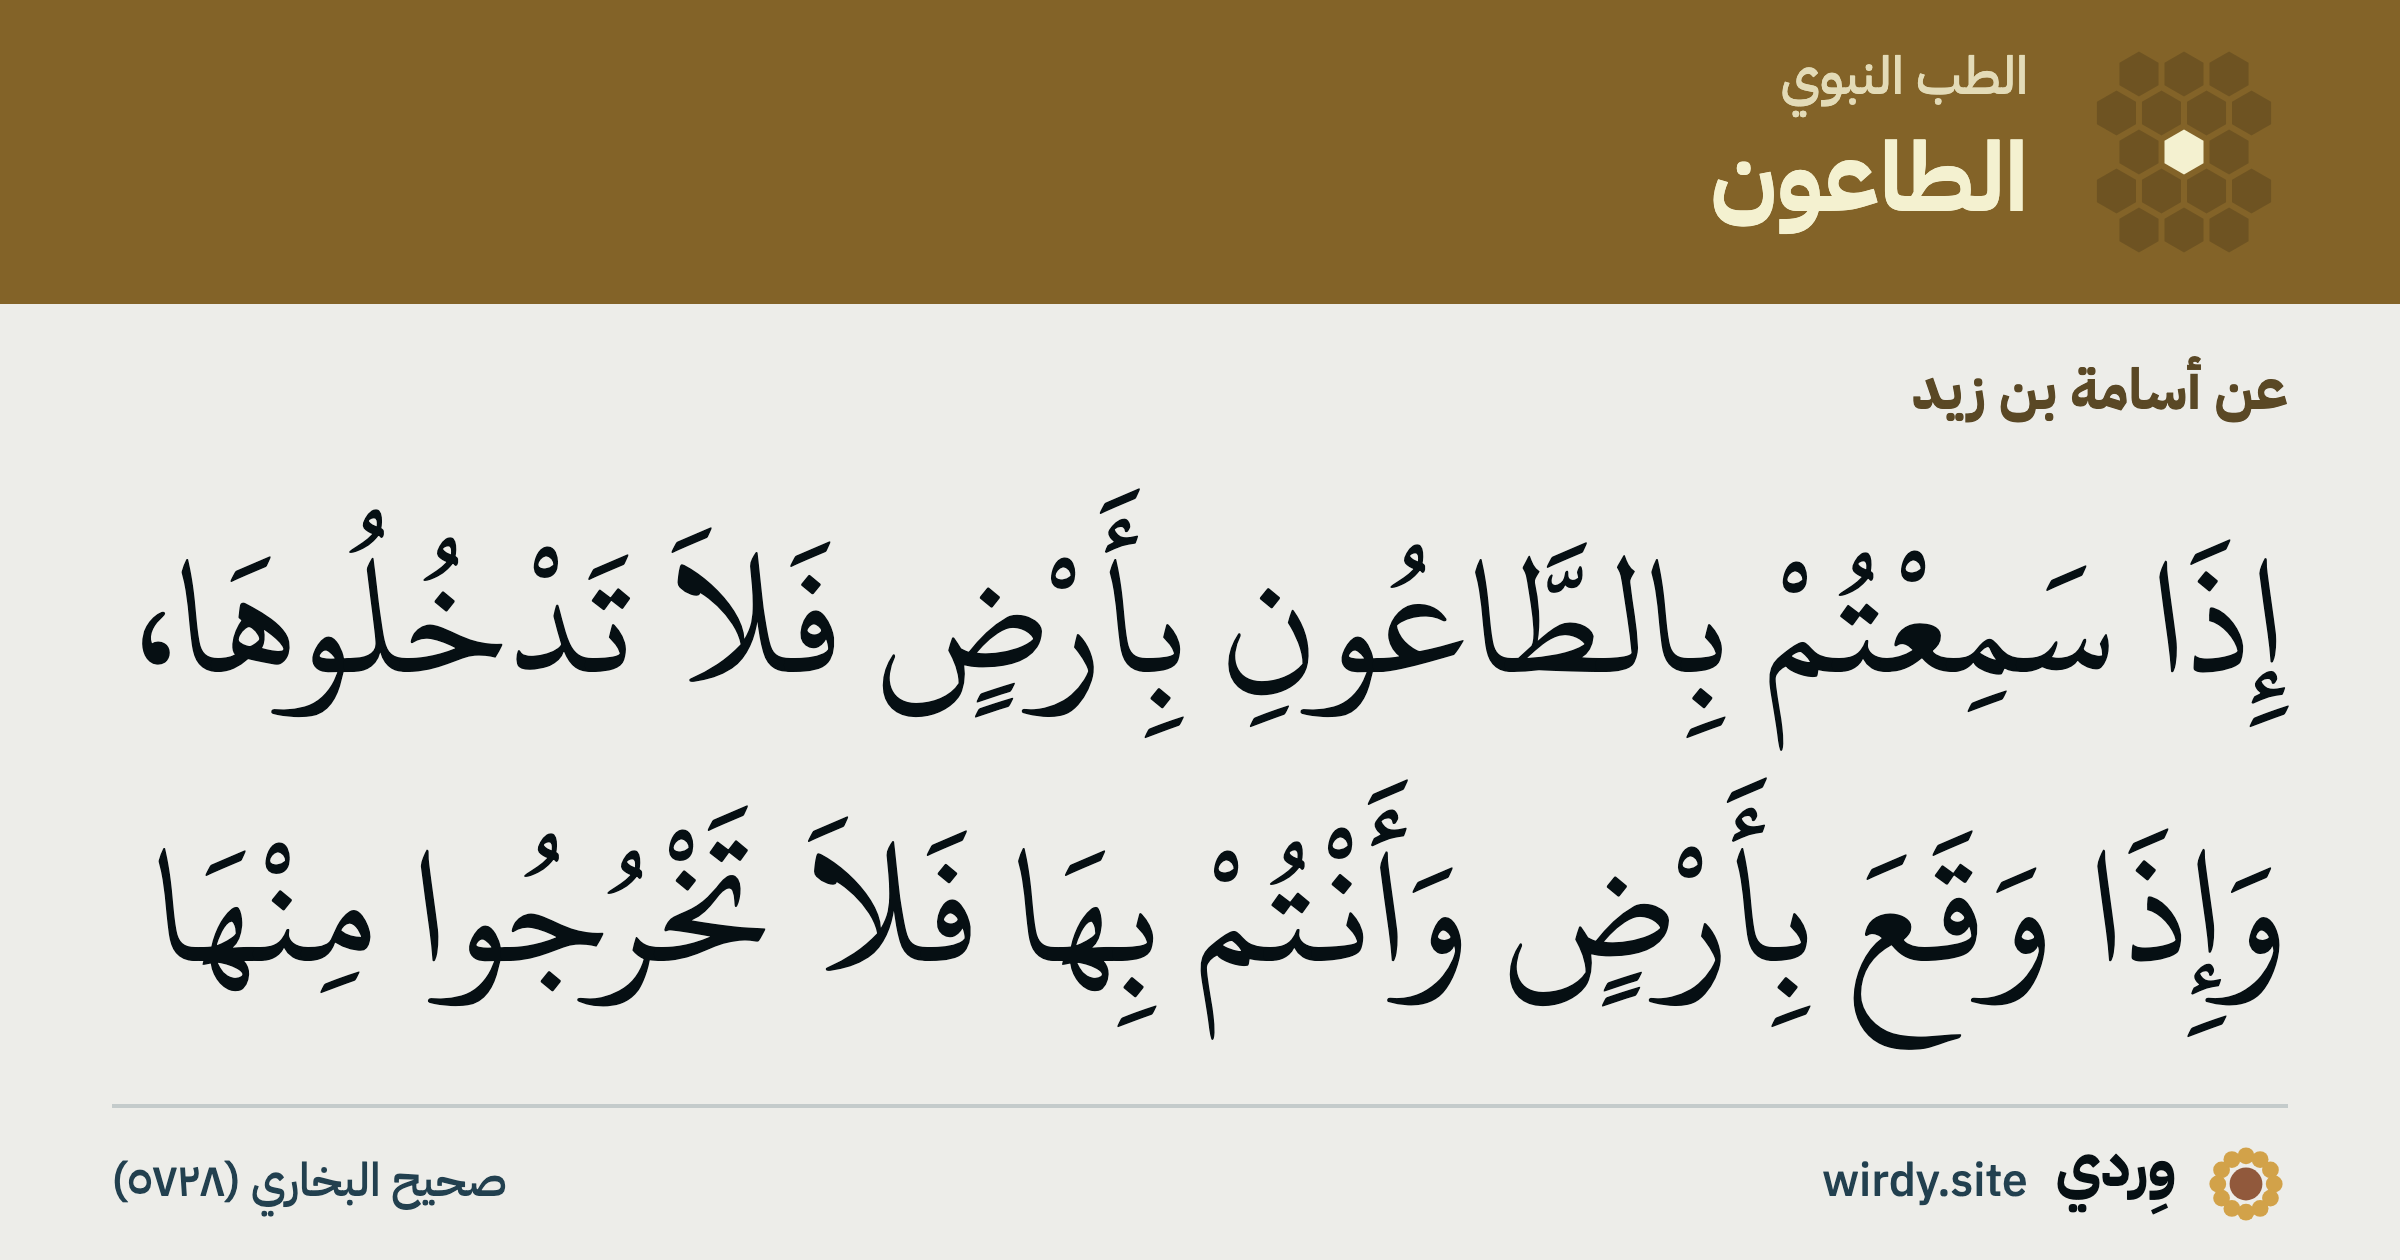 الطب النبوي
الطاعون
عن أسامة بن زيد
إِذَا سَمِعْتُمْ بِالطَّاعُونِ بِأَرْضٍ فَلاَ تَدْخُلُوهَا،
وَإِذَا وَقَعَ بِأَرْضٍ وَأَنْتُمْ بِهَا فَلاَ تَخْرُجُوا مِنْهَا
وِردي wirdy.site
صحيح البخاري (٥٧٢٨)